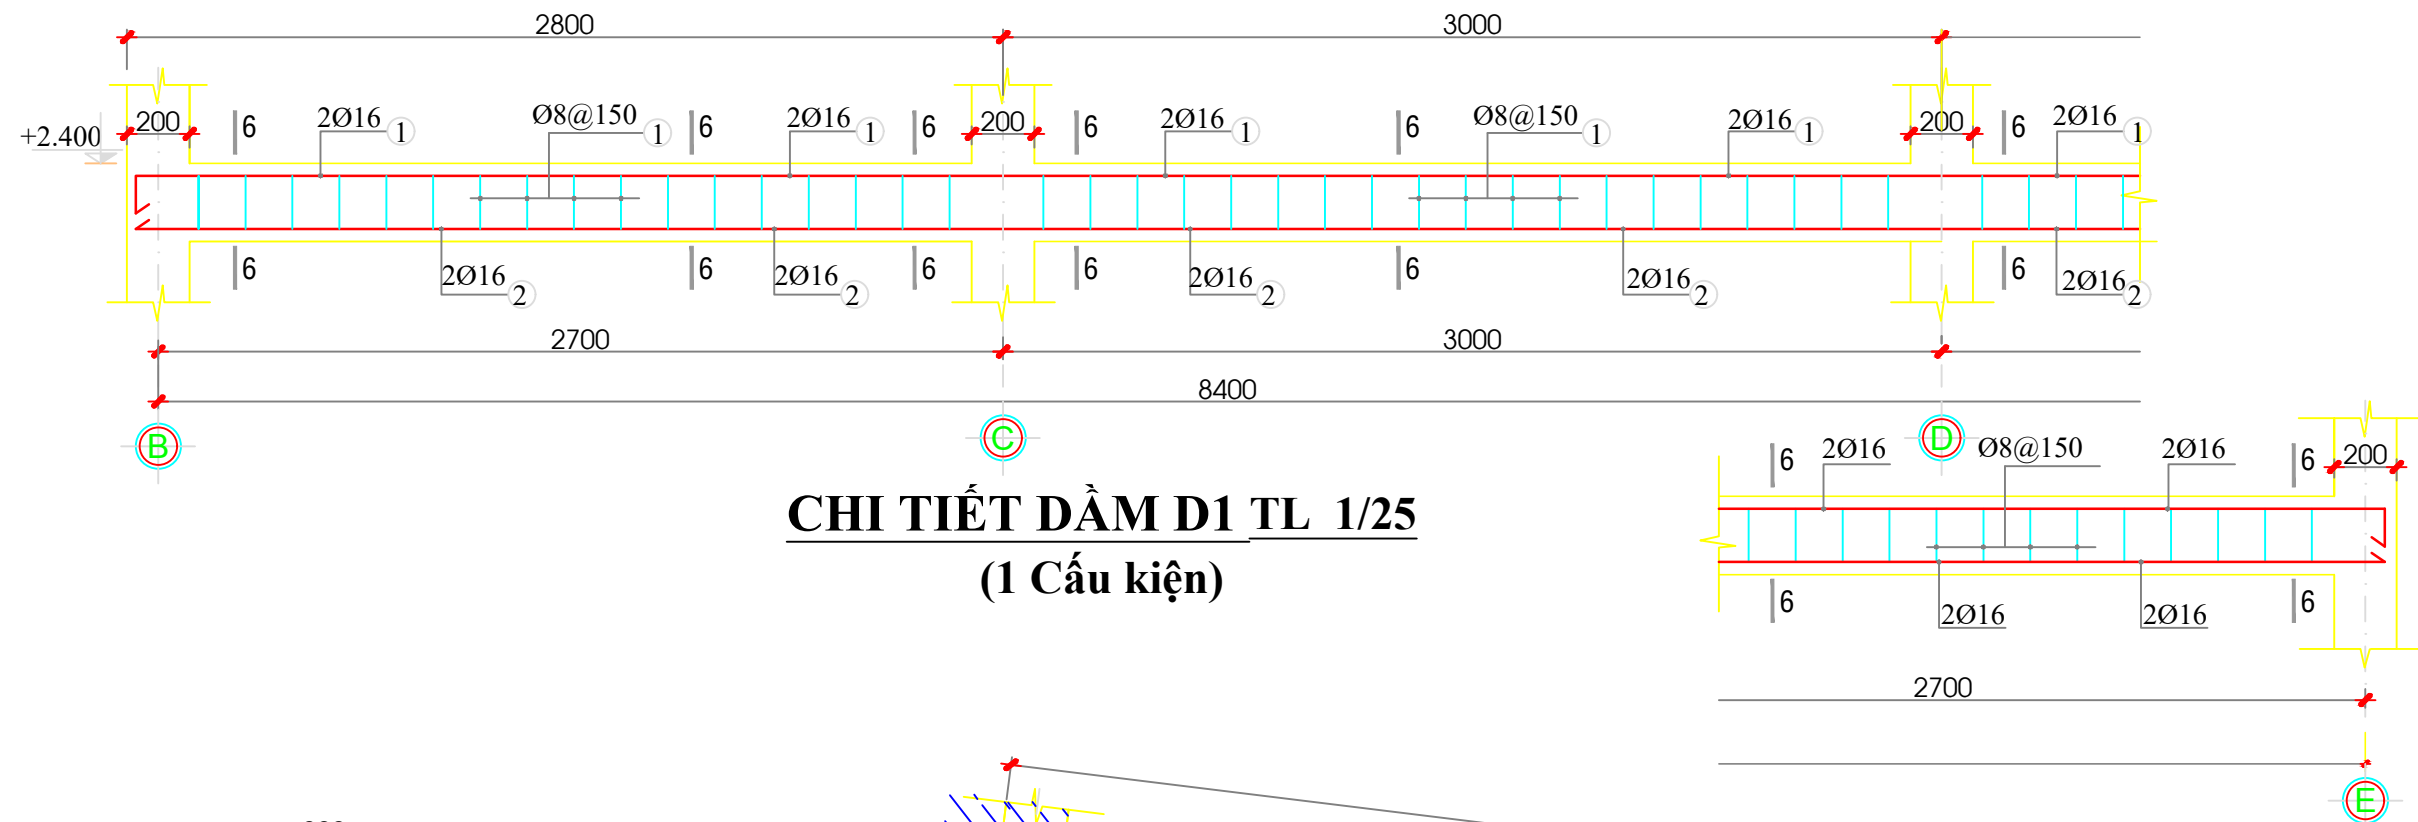 2800 3000
+2.400 200 6 2Ø16 1 Ø8@150 1 6 2Ø16 1 6 200 6 2Ø16 1 6 Ø8@150 1 2Ø16 1 200 6 2Ø16 1
6 2Ø16 2 6 2Ø16 2 6 6 2Ø16 2 6 2Ø16 2 6 2Ø16 2
2700 3000
8400
B C D
6 2Ø16 Ø8@150 2Ø16 6 200
CHI TIẾT DẦM D1 TL 1/25
(1 Cấu kiện)
6 2Ø16 2Ø16 6
2700
E